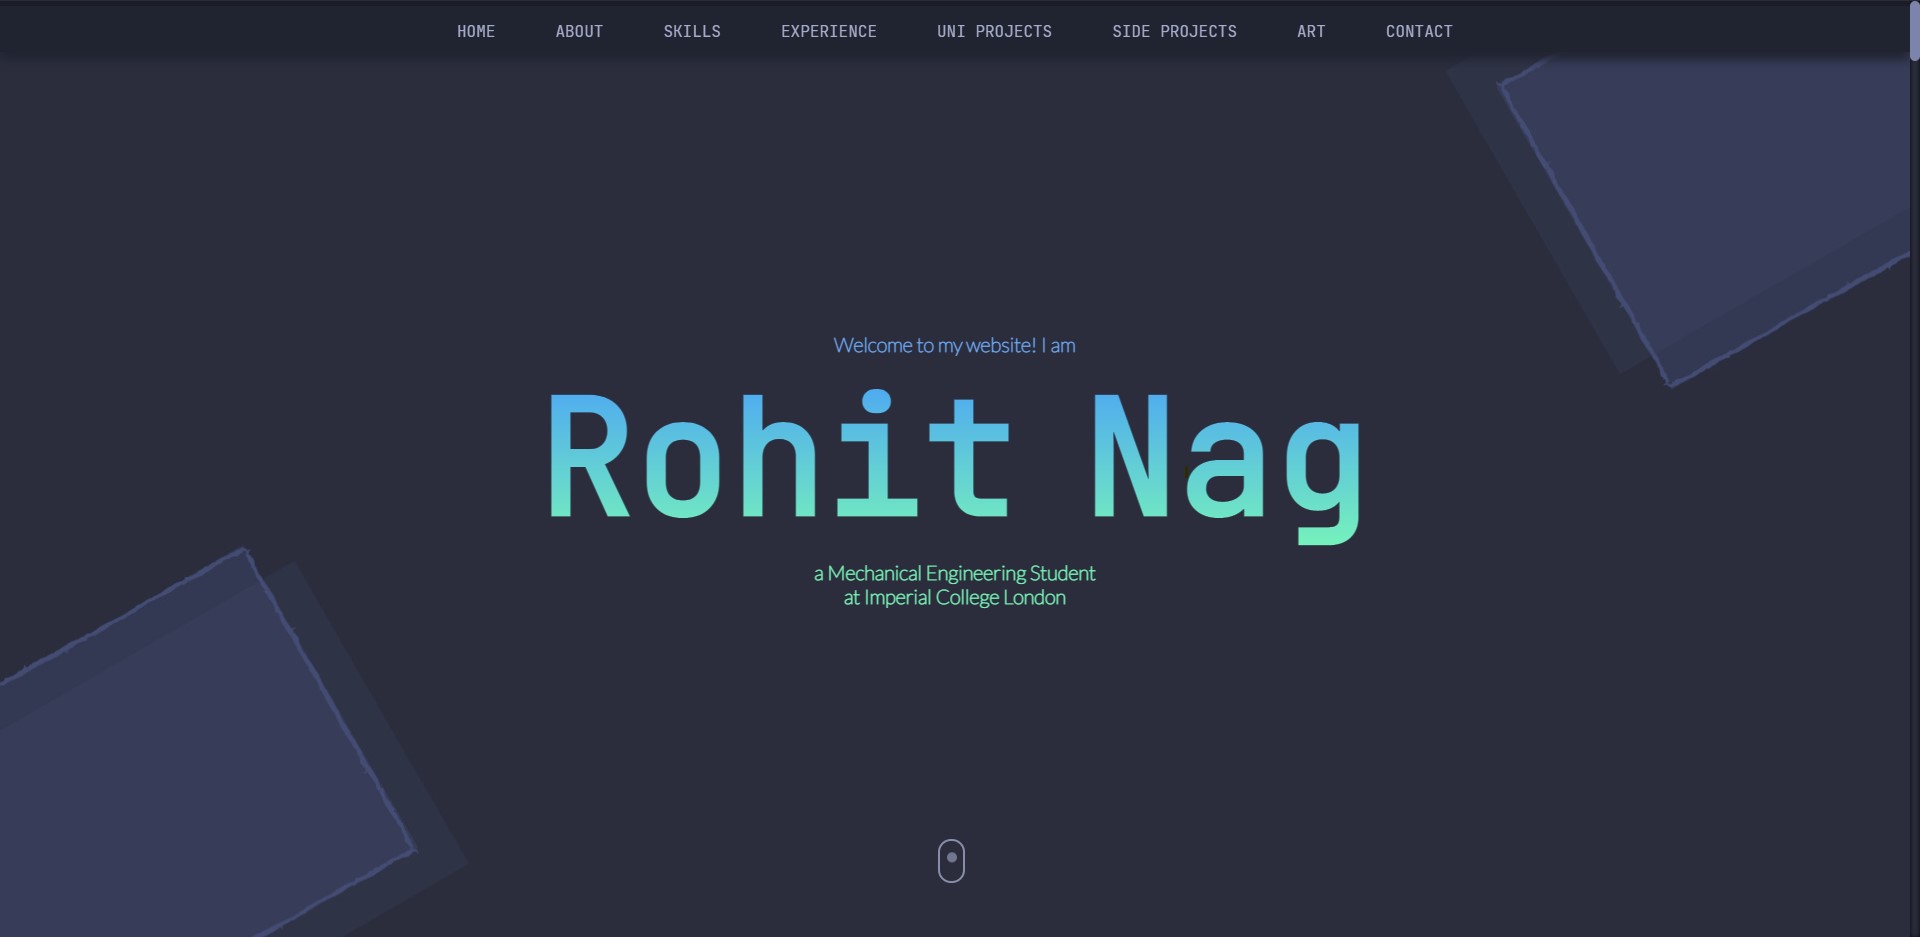 HOME ABOUT SKILLS EXPERIENCE UNI PROJECTS SIDE PROJECTS ART CONTACT
Welcome to my website! I am
Rohit Nag
a Mechanical Engineering Student
at Imperial College London